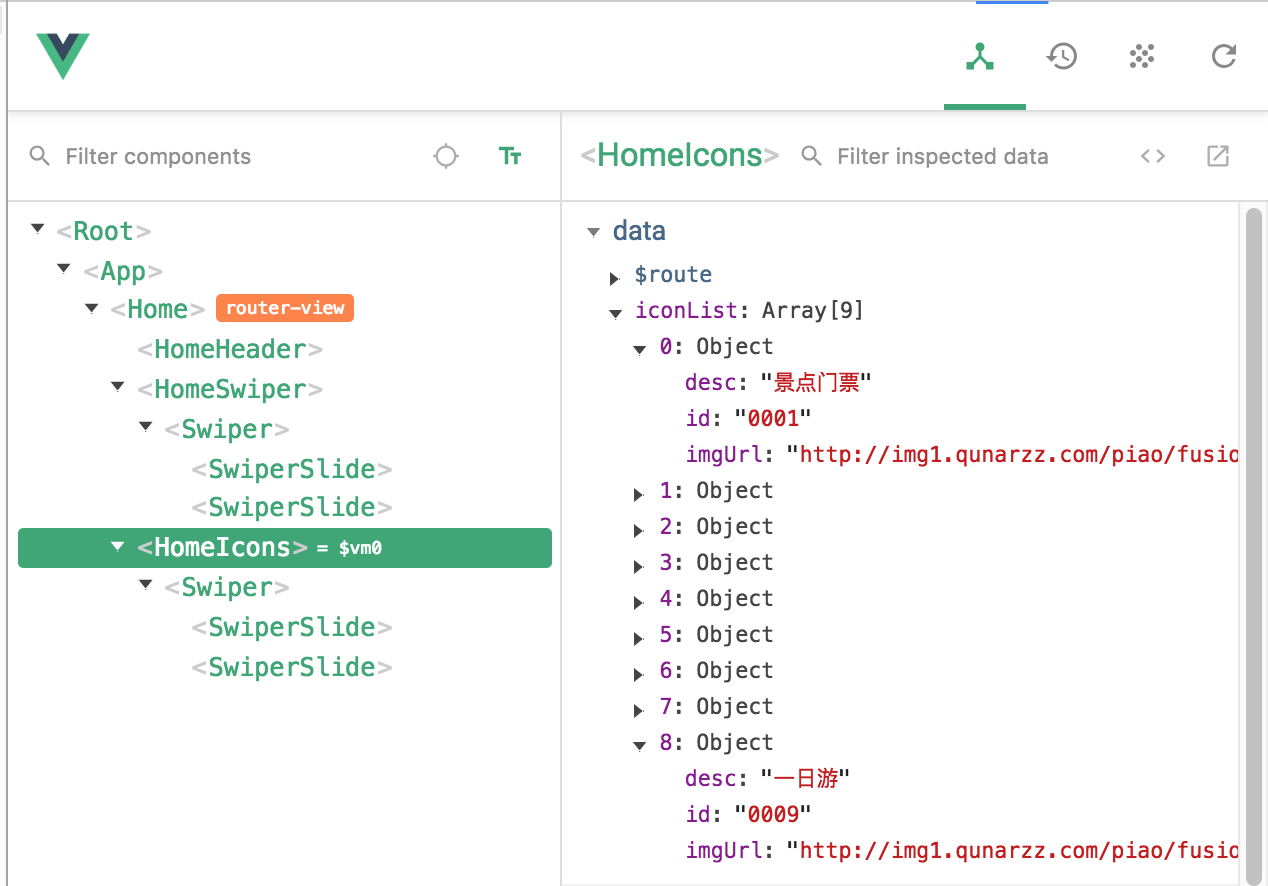 Filter components
<Root>
<App>
<Home> router-view
<HomeHeader>
<HomeSwiper>
<Swiper>
<SwiperSlide>
<SwiperSlide>
<HomeIcons> = $vm0
<Swiper>
<SwiperSlide>
<SwiperSlide>
<HomeIcons> Filter inspected data
data
$route
iconList: Array[9]
0: Object
desc: "景点门票"
id: "0001"
imgUrl: "http://img1.qunarzz.com/piao/fusio
1: Object
2: Object
3: Object
4: Object
5: Object
6: Object
7: Object
8: Object
desc: "一日游"
id: "0009"
imgUrl: "http://img1.qunarzz.com/piao/fusio